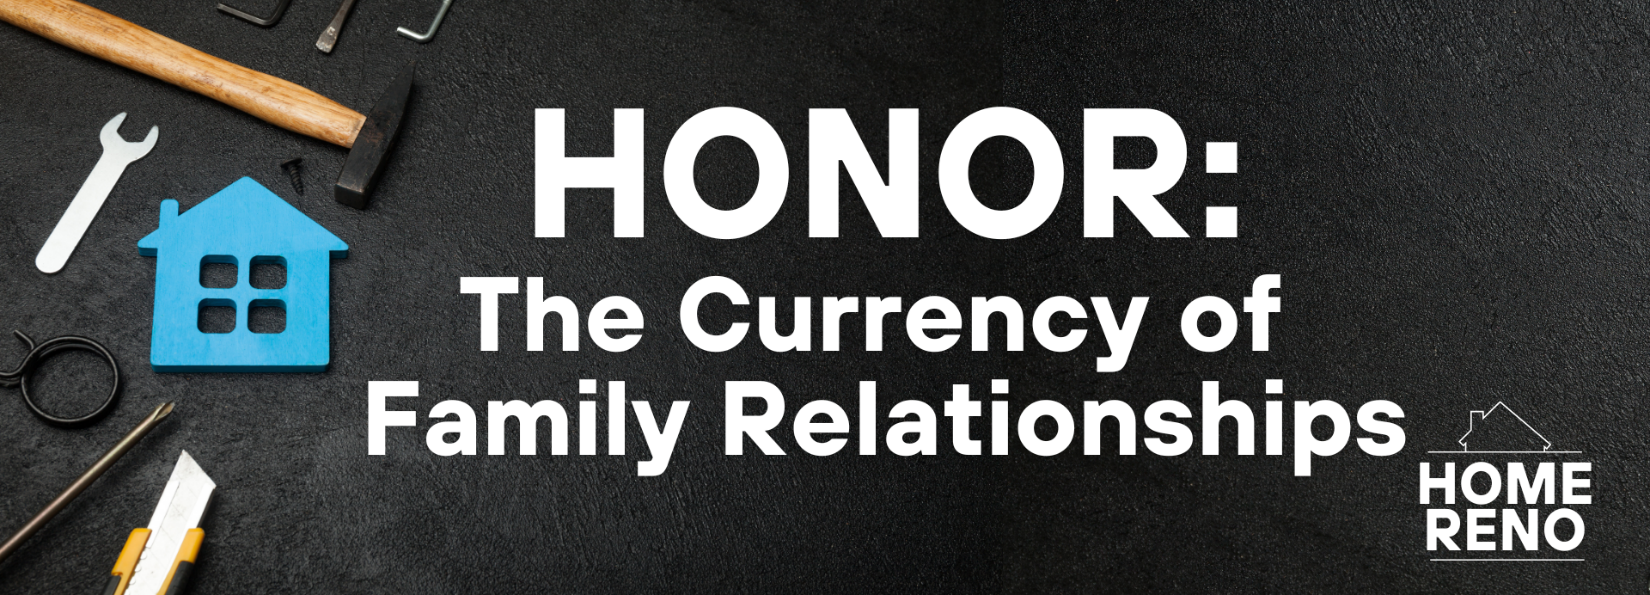 HONOR:
The Currency of
Family Relationships
HOME
RENO